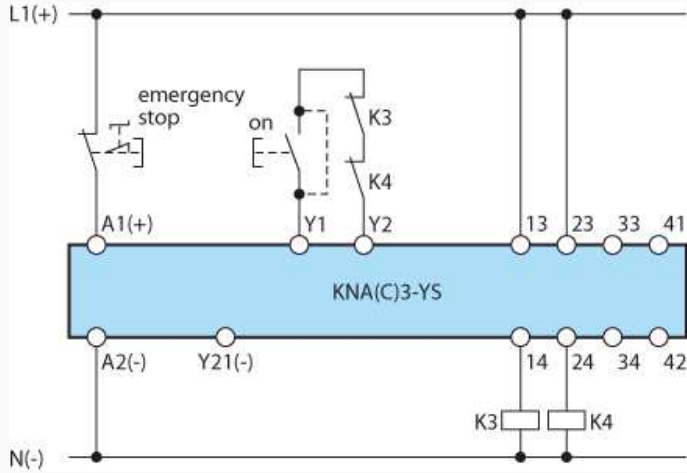 L1(+)
emergency
stop
on
K3
K4
A1(+)
Y1
Y2
13
23
33
41
KNA(C)3-YS
A2(-)
Y21(-)
14
24
34
42
K3
K4
N(-)